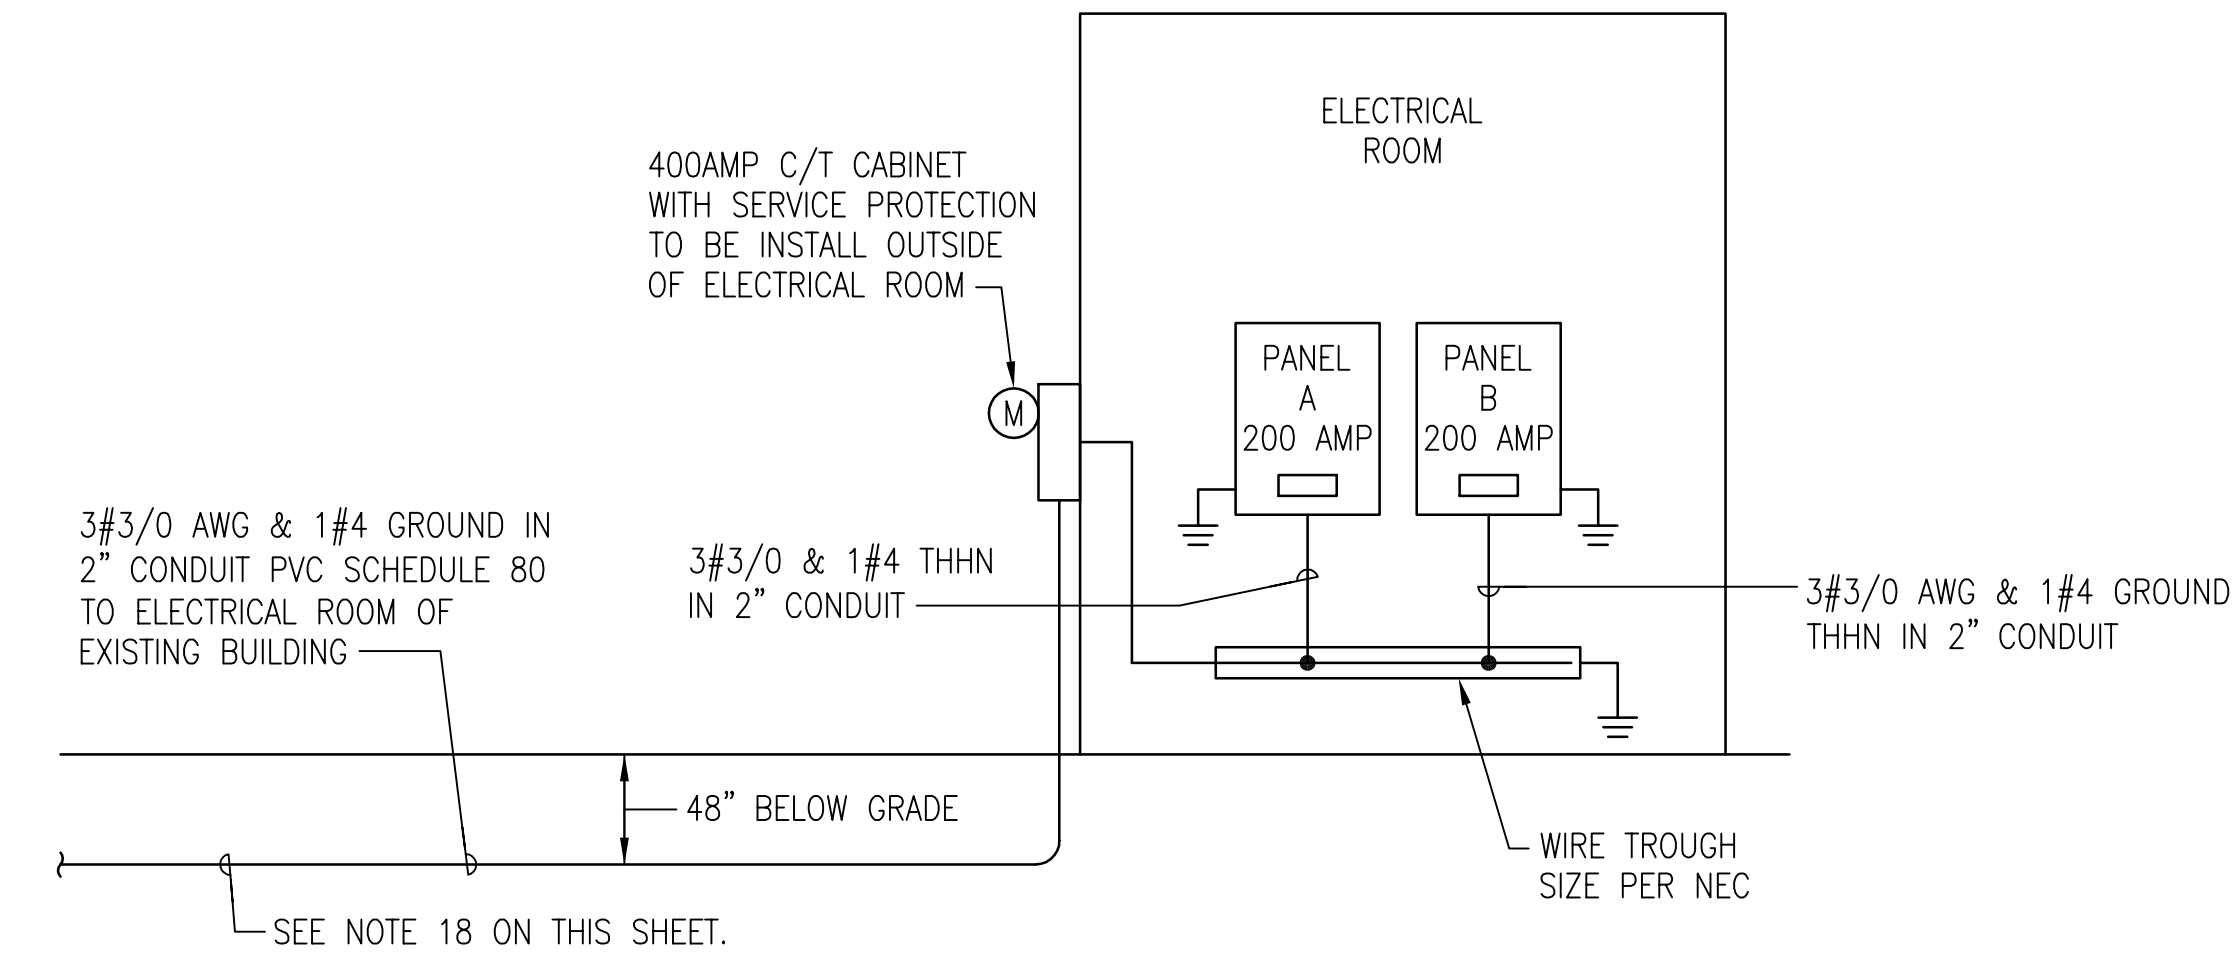 ELECTRICAL
ROOM
400AMP C/T CABINET
WITH SERVICE PROTECTION
TO BE INSTALL OUTSIDE
OF ELECTRICAL ROOM
PANEL
A
200 AMP
PANEL
B
200 AMP
M
3#3/0 AWG & 1#4 GROUND IN
2” CONDUIT PVC SCHEDULE 80
TO ELECTRICAL ROOM OF
EXISTING BUILDING
3#3/0 & 1#4 THHN
IN 2” CONDUIT
3#3/0 AWG & 1#4 GROUND
THHN IN 2” CONDUIT
48” BELOW GRADE
WIRE TROUGH
SIZE PER NEC
SEE NOTE 18 ON THIS SHEET.